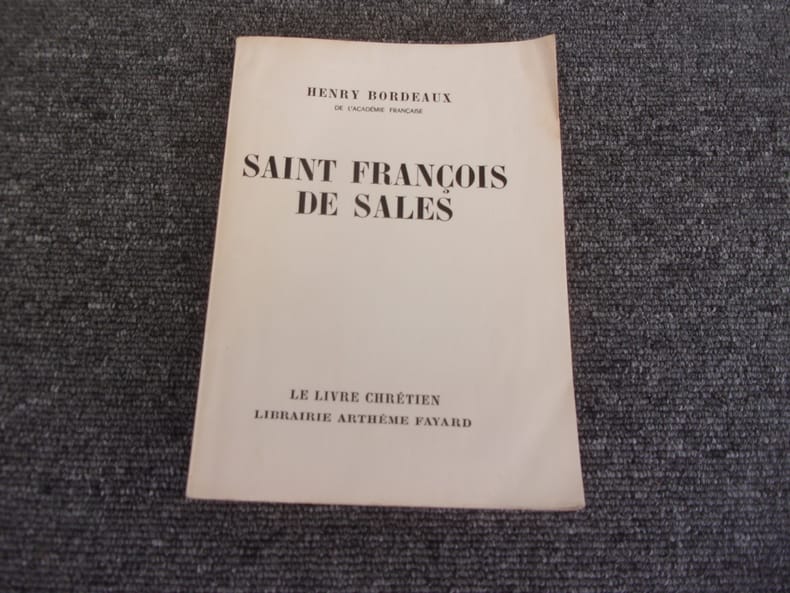 HENRY BORDEAUX
DE L'ACADÉMIE FRANÇAISE
SAINT FRANÇOIS
DE SALES
LE LIVRE CHRÉTIEN
LIBRAIRIE ARTHÈME FAYARD